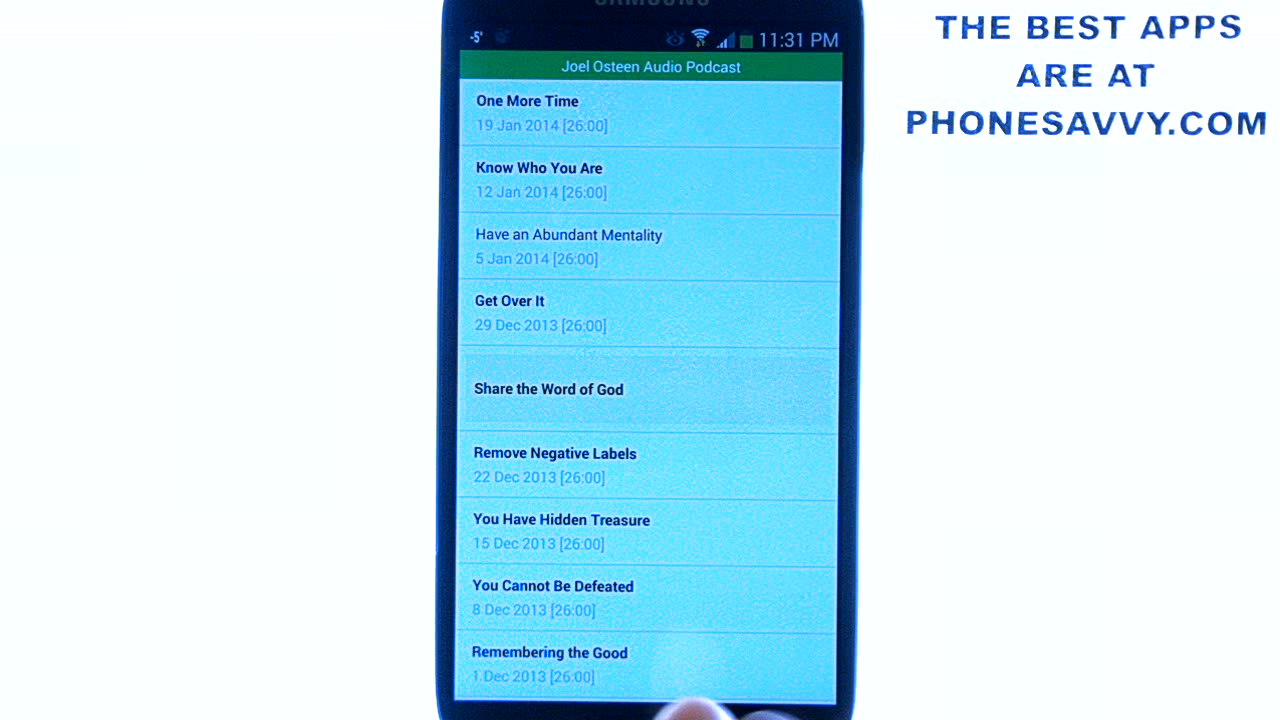 SAMSUNG
-5°
11:31 PM
Joel Osteen Audio Podcast
One More Time
19 Jan 2014 [26:00]
Know Who You Are
12 Jan 2014 [26:00]
Have an Abundant Mentality
5 Jan 2014 [26:00]
Get Over It
29 Dec 2013 [26:00]
Share the Word of God
Remove Negative Labels
22 Dec 2013 [26:00]
You Have Hidden Treasure
15 Dec 2013 [26:00]
You Cannot Be Defeated
8 Dec 2013 [26:00]
Remembering the Good
1 Dec 2013 [26:00]
THE BEST APPS
ARE AT
PHONESAVVY.COM